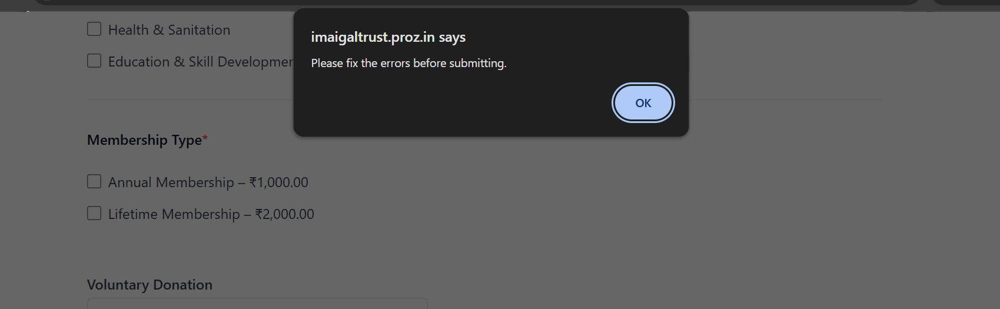 Health & Sanitation
Education & Skill Developmen
imaigaltrust.proz.in says
Please fix the errors before submitting.
OK
Membership Type*
Annual Membership – ₹1,000.00
Lifetime Membership – ₹2,000.00
Voluntary Donation